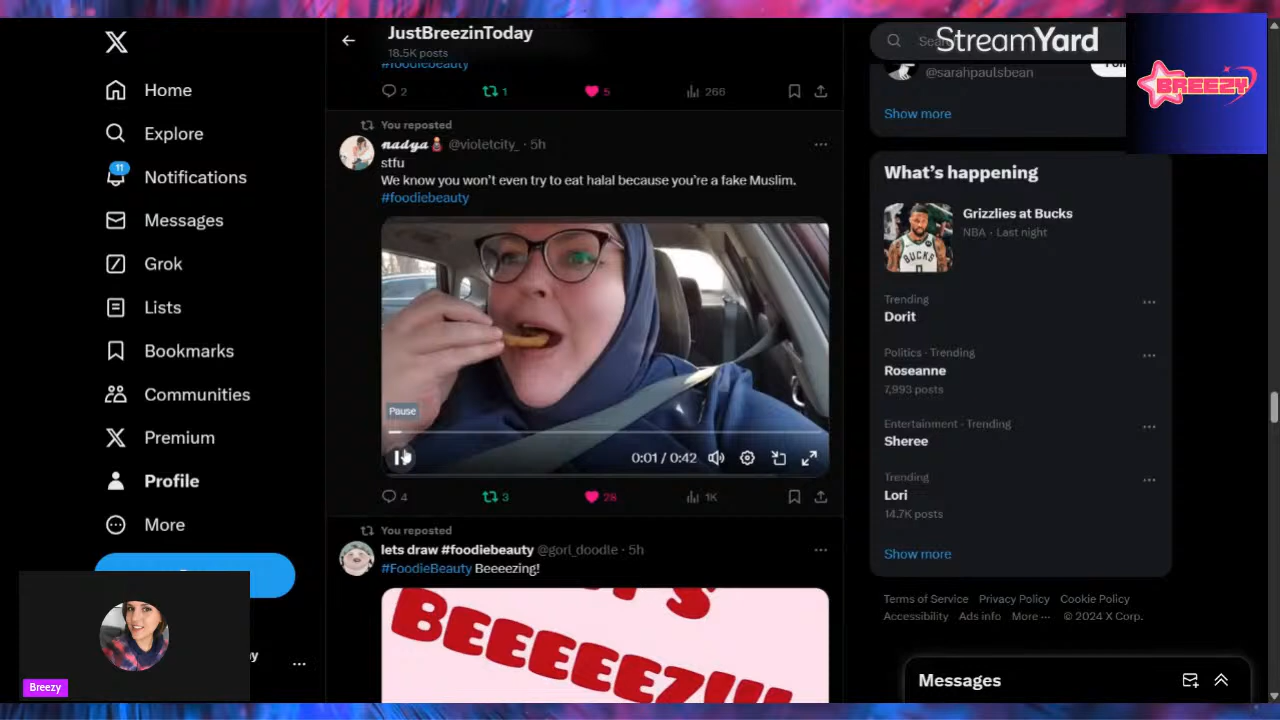 JustBreezinToday
18.5K posts
#foodiebeauty
2
1
5
266
Home
Explore
11
Notifications
Messages
Grok
Lists
Bookmarks
Communities
Premium
Profile
More
You reposted
nadya @violetcity_ · 5h
stfu
We know you won't even try to eat halal because you're a fake Muslim.
#foodiebeauty
Pause
0:01 / 0:42
4
3
28
1K
You reposted
lets draw #foodiebeauty @gorl_doodle · 5h
#FoodieBeauty Beeeezing!
BEEEEEZ!!!
StreamYard
BREEZY
@sarahpaulsbean
Show more
What's happening
Grizzlies at Bucks
NBA · Last night
BUCKS
Trending
Dorit
Politics · Trending
Roseanne
7,993 posts
Entertainment · Trending
Sheree
Trending
Lori
14.7K posts
Show more
Terms of Service Privacy Policy Cookie Policy
Accessibility Ads info More ··· © 2024 X Corp.
Messages
Breezy